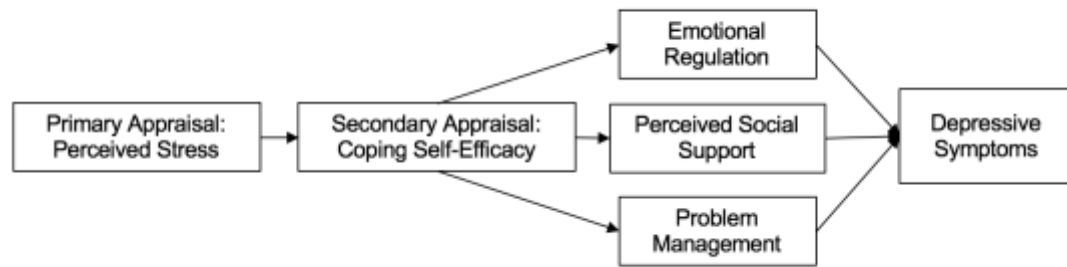 Primary Appraisal:
Perceived Stress
Secondary Appraisal:
Coping Self-Efficacy
Emotional
Regulation
Perceived Social
Support
Problem
Management
Depressive
Symptoms